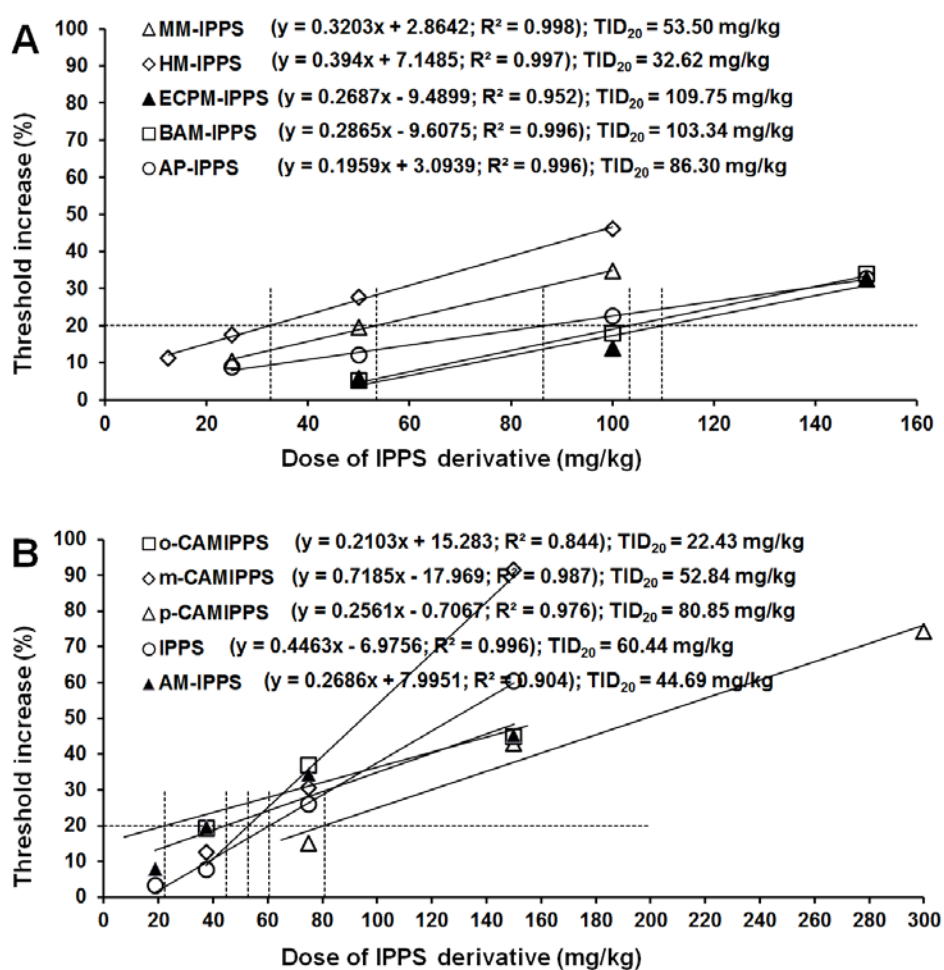 A
100
90
80
70
60
50
40
30
20
10
0
Threshold increase (%)
MM-IPPS (y = 0.3203x + 2.8642; R² = 0.998); TID₂₀ = 53.50 mg/kg
HM-IPPS (y = 0.394x + 7.1485; R² = 0.997); TID₂₀ = 32.62 mg/kg
ECPM-IPPS (y = 0.2687x - 9.4899; R² = 0.952); TID₂₀ = 109.75 mg/kg
BAM-IPPS (y = 0.2865x - 9.6075; R² = 0.996); TID₂₀ = 103.34 mg/kg
AP-IPPS (y = 0.1959x + 3.0939; R² = 0.996); TID₂₀ = 86.30 mg/kg
0 20 40 60 80 100 120 140 160
Dose of IPPS derivative (mg/kg)
B
100
90
80
70
60
50
40
30
20
10
0
Threshold increase (%)
o-CAMIPPS (y = 0.2103x + 15.283; R² = 0.844); TID₂₀ = 22.43 mg/kg
m-CAMIPPS (y = 0.7185x - 17.969; R² = 0.987); TID₂₀ = 52.84 mg/kg
p-CAMIPPS (y = 0.2561x - 0.7067; R² = 0.976); TID₂₀ = 80.85 mg/kg
IPPS (y = 0.4463x - 6.9756; R² = 0.996); TID₂₀ = 60.44 mg/kg
AM-IPPS (y = 0.2686x + 7.9951; R² = 0.904); TID₂₀ = 44.69 mg/kg
0 20 40 60 80 100 120 140 160 180 200 220 240 260 280 300
Dose of IPPS derivative (mg/kg)